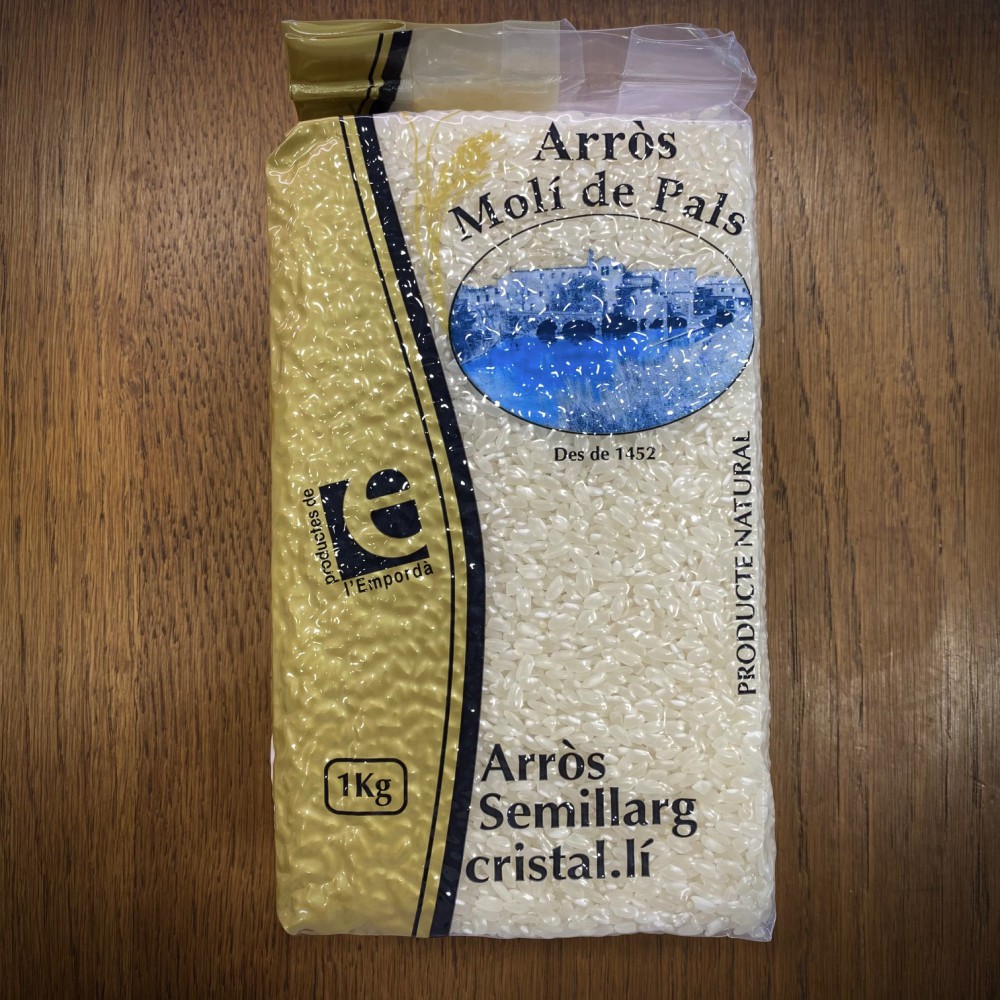 Arròs
Molí de Pals
Des de 1452
PRODUCTE NATURAL
productes de
e
l'Empordà
1Kg
Arròs
Semillarg
cristal.lí